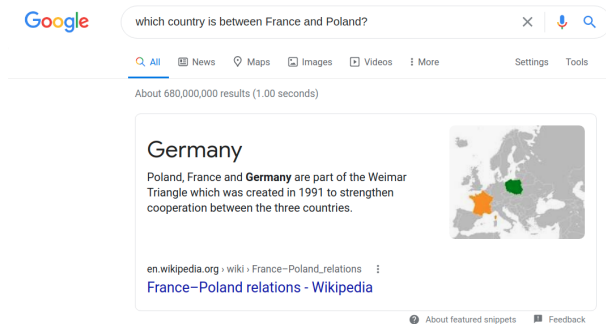 Google
which country is between France and Poland?
All News Maps Images Videos More Settings Tools
About 680,000,000 results (1.00 seconds)
Germany
Poland, France and Germany are part of the Weimar
Triangle which was created in 1991 to strengthen
cooperation between the three countries.
en.wikipedia.org › wiki › France–Poland_relations
France–Poland relations - Wikipedia
About featured snippets Feedback